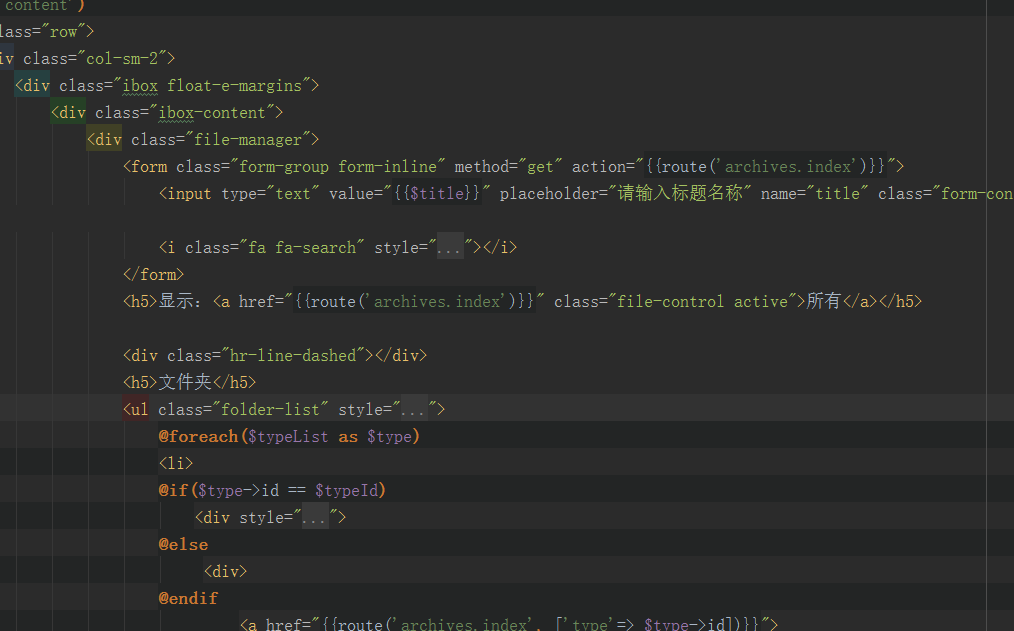 content')
lass="row">
iv class="col-sm-2">
<div class="ibox float-e-margins">
<div class="ibox-content">
<div class="file-manager">
<form class="form-group form-inline" method="get" action="{{route('archives.index')}}">
<input type="text" value="{{$title}}" placeholder="请输入标题名称" name="title" class="form-con
<i class="fa fa-search" style="..."></i>
</form>
<h5>显示：<a href="{{route('archives.index')}}" class="file-control active">所有</a></h5>
<div class="hr-line-dashed"></div>
<h5>文件夹</h5>
<ul class="folder-list" style="...">
@foreach($typeList as $type)
<li>
@if($type->id == $typeId)
<div style="...">
@else
<div>
@endif
<a href="{{route('archives.index', ['type'=> $type->id])}}">